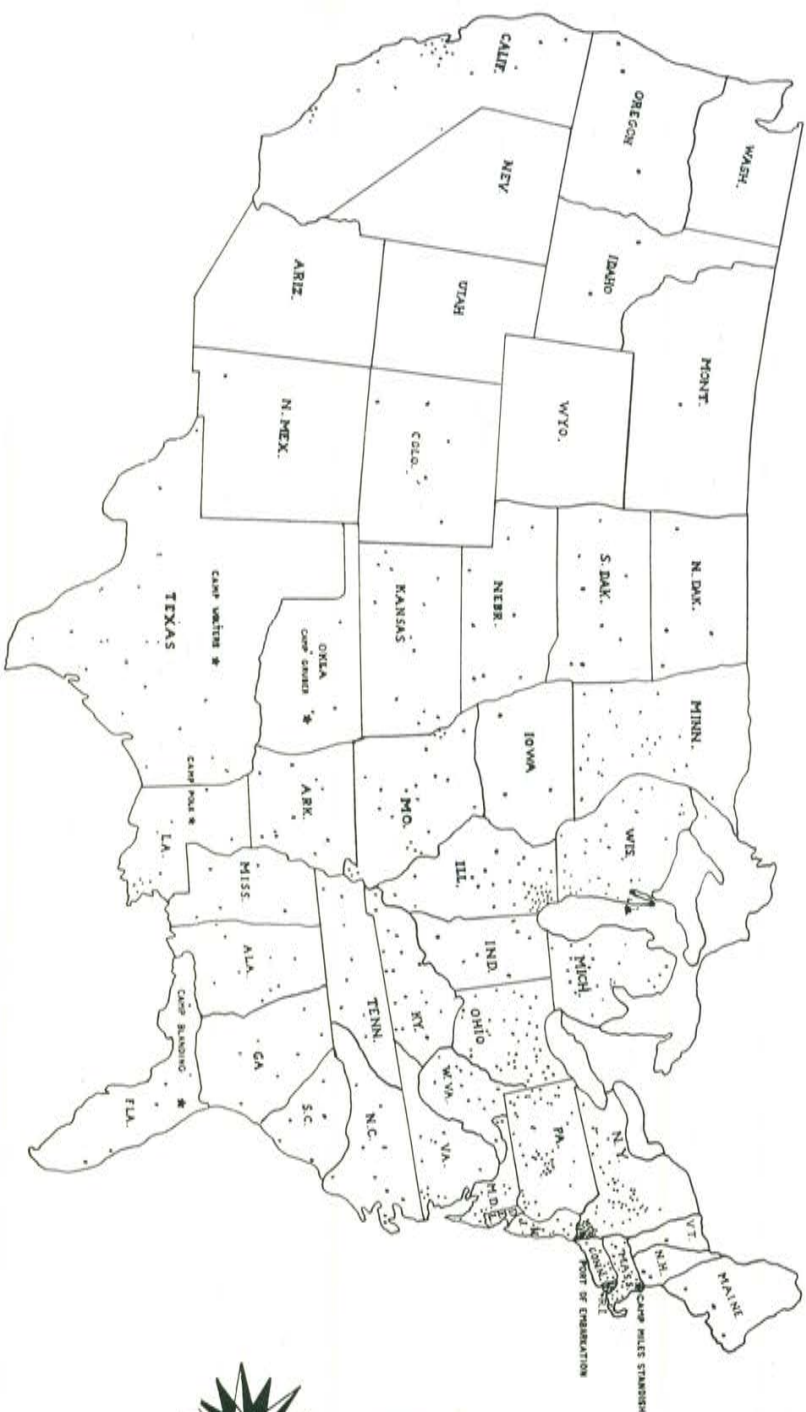 WASH.
OREGON
CALIF.
NEV.
IDAHO
MONT.
WYO.
UTAH
ARIZ.
COLO.
N. MEX.
N. DAK.
S. DAK.
NEBR.
KANSAS
OKLA
CAMP GRUBER
CAMP WOLTERS
TEXAS
MINN.
IOWA
MO.
ARK.
CAMP POLK
LA.
WIS.
ILL.
MICH.
IND.
OHIO
KY.
TENN.
MISS.
ALA.
GA
CAMP BLANDING
FLA.
S.C.
N.C.
VA.
W.VA.
PA.
N.Y.
M.D.
VT.
N.H.
MAINE
MASS.
CONN.
CAMP MILES STANDISH
PORT OF EMBARKATION